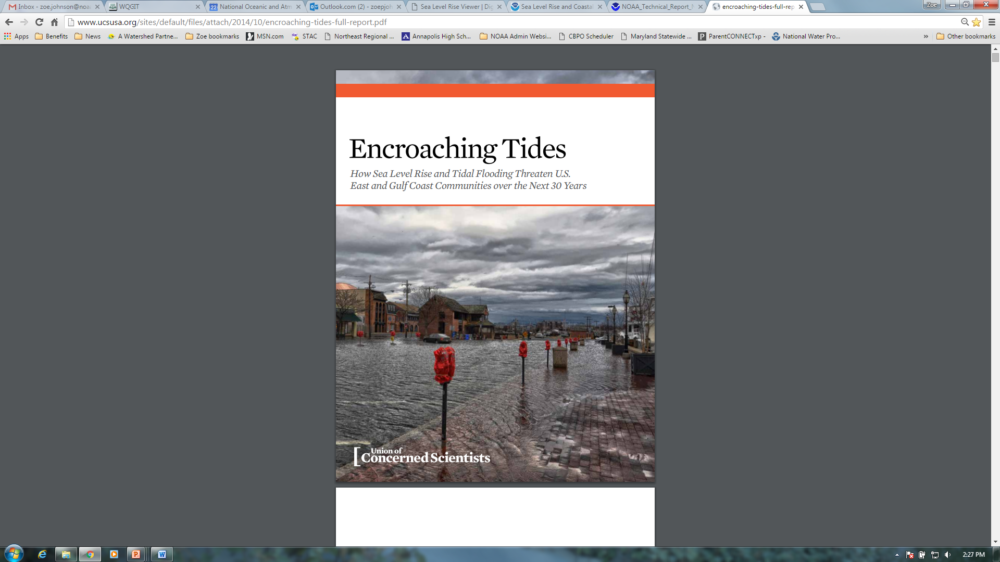 Inbox - zoe.johnson@noa
WQGIT
22 National Oceanic and Atm
Outlook.com (2) - zoepjoh
Sea Level Rise Viewer | Dig
Sea Level Rise and Coastal
NOAA_Technical_Report_N
encroaching-tides-full-rep
Zoe
www.ucsusa.org/sites/default/files/attach/2014/10/encroaching-tides-full-report.pdf
Apps
Benefits
News
A Watershed Partne...
Zoe bookmarks
MSN.com
STAC
Northeast Regional ...
A Annapolis High Sch...
NOAA Admin Websi...
CBPO Scheduler
Maryland Statewide ...
P ParentCONNECTxp -
National Water Pro...
» Other bookmarks
Encroaching Tides
How Sea Level Rise and Tidal Flooding Threaten U.S.
East and Gulf Coast Communities over the Next 30 Years
Union of
Concerned Scientists
2:27 PM